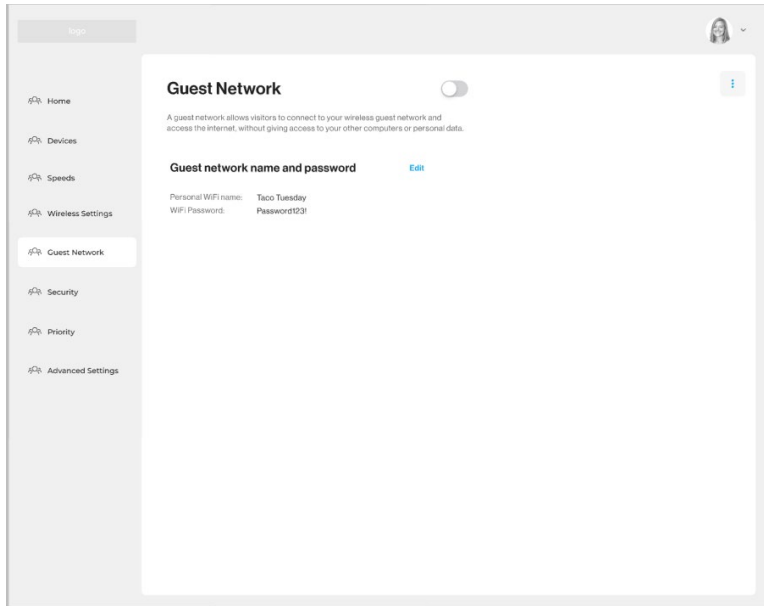 logo
Home
Devices
Speeds
Wireless Settings
Guest Network
Security
Priority
Advanced Settings
Guest Network
A guest network allows visitors to connect to your wireless guest network and
access the internet, without giving access to your other computers or personal data.
Guest network name and password Edit
Personal WiFi name: Taco Tuesday
WiFi Password: Password123!